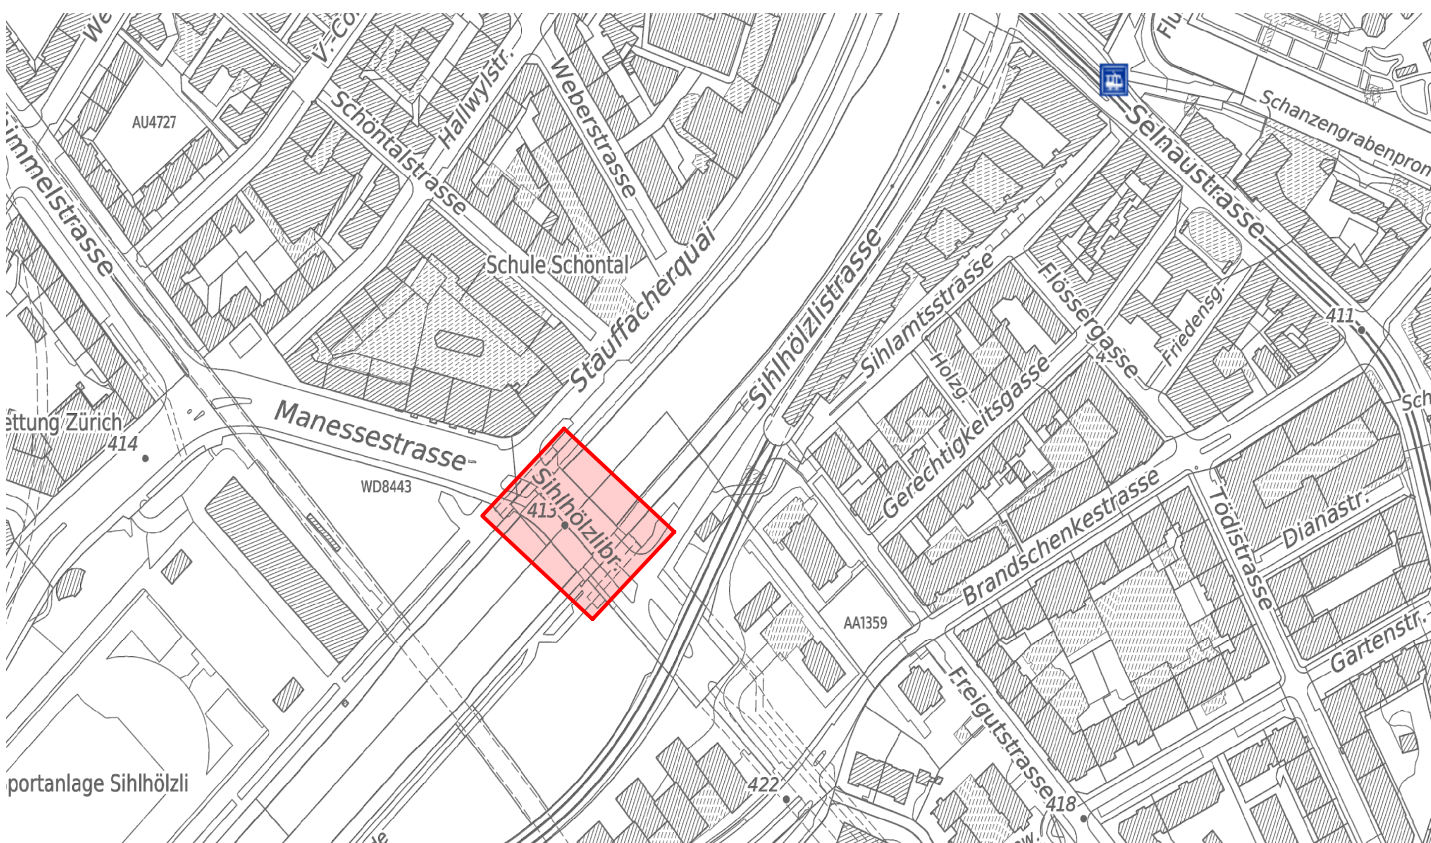 AU4727
Hallwylstr.
Weberstrasse
Schöntalstrasse
Selnaustrasse
Schanzengrabenpron
Schule Schöntal
Stauffacherquai
Sihlhölzlistrasse
Sihlamtsstrasse
Flössergasse
Friedensg.
411
Holzg.
Gerechtigkeitsgasse
Manessestrasse
ettung Zürich
414
WD8443
Sihlhölzlibr.
413
Brandschenkestrasse
Tödistrasse
Dianastr.
AA1359
Gartenstr.
Freigutstrasse
portanlage Sihlhölzli
422
418